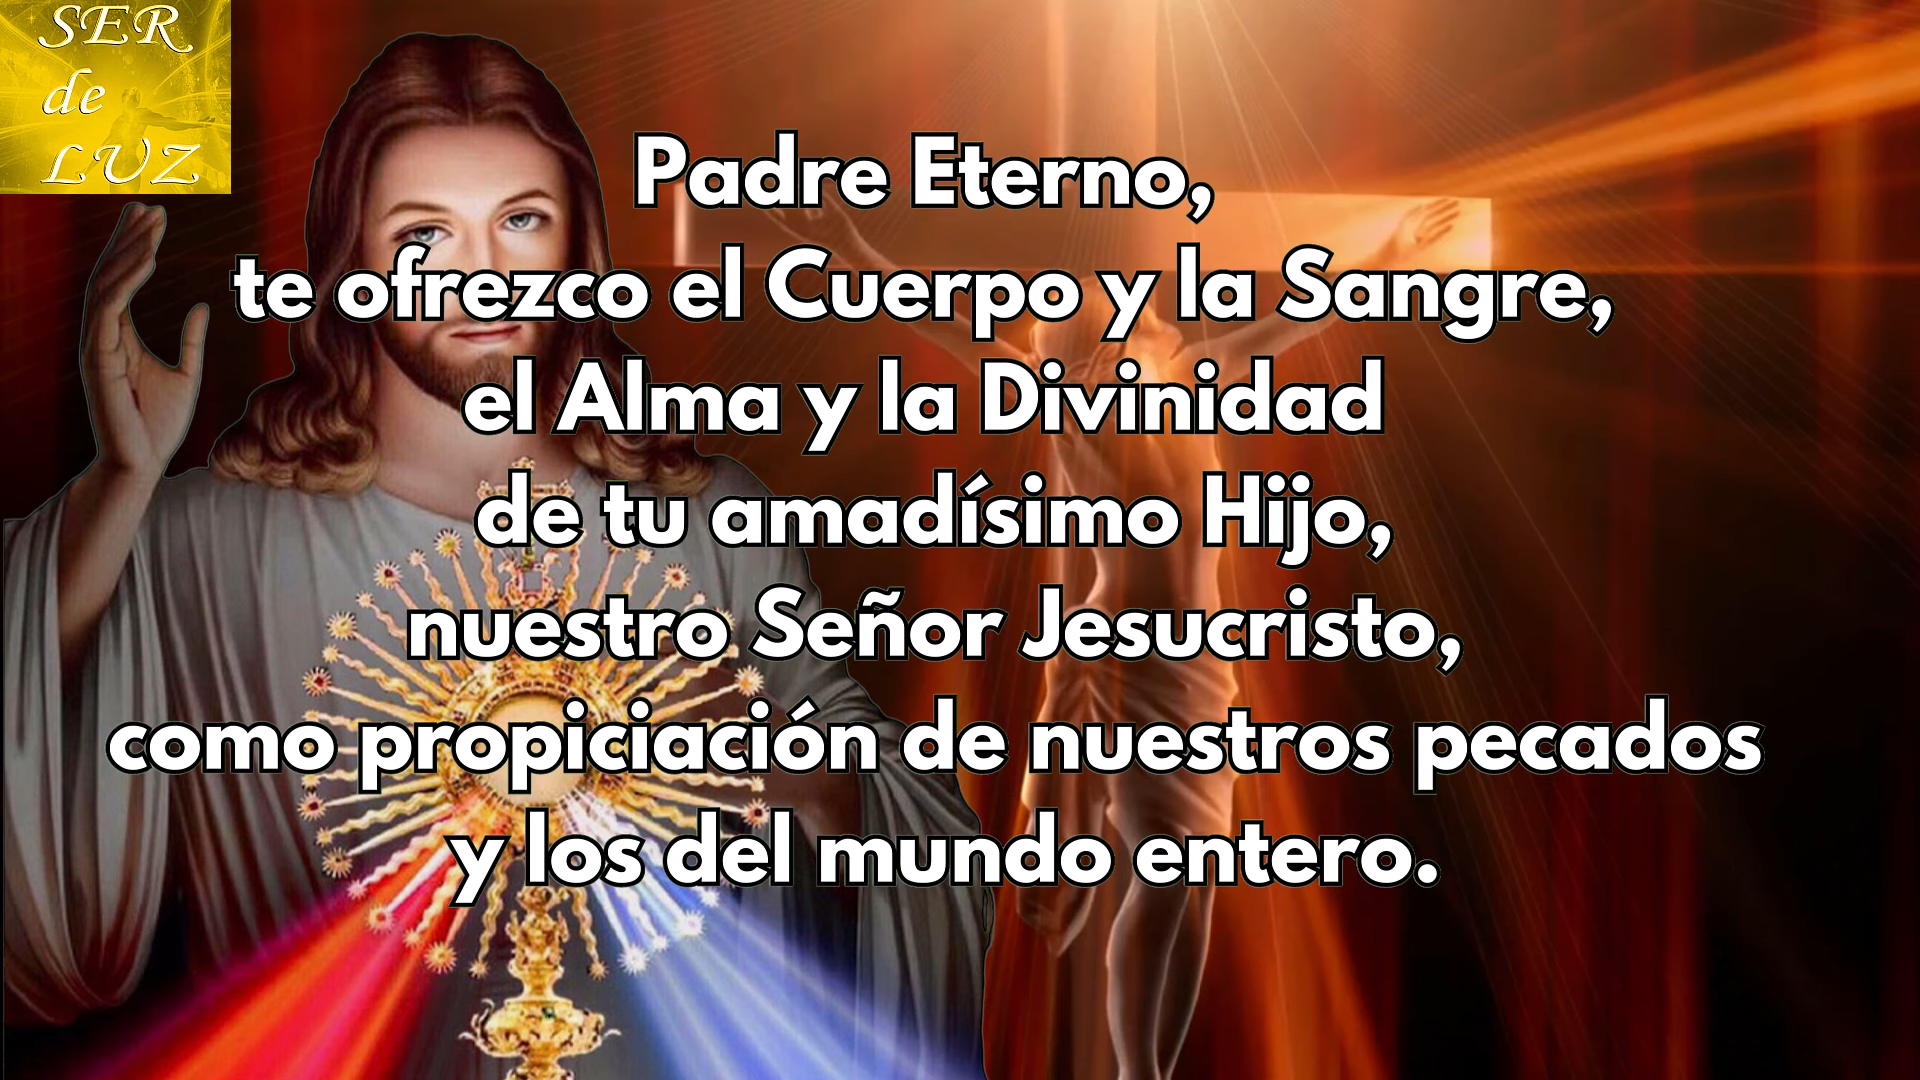 SER
de
LUZ
Padre Eterno,
te ofrezco el Cuerpo y la Sangre,
el Alma y la Divinidad
de tu amadísimo Hijo,
nuestro Señor Jesucristo,
como propiciación de nuestros pecados
y los del mundo entero.